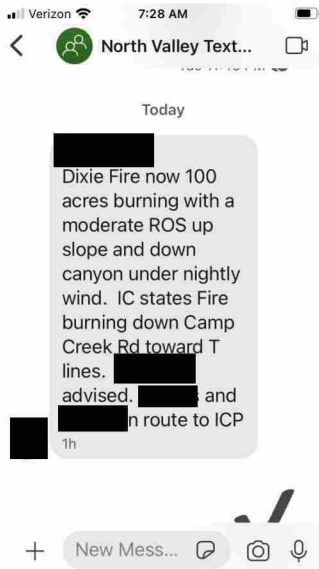 Verizon 7:28 AM
North Valley Text...
Today
Dixie Fire now 100
acres burning with a
moderate ROS up
slope and down
canyon under nightly
wind. IC states Fire
burning down Camp
Creek Rd toward T
lines.
advised. and
n route to ICP
1h
New Mess...